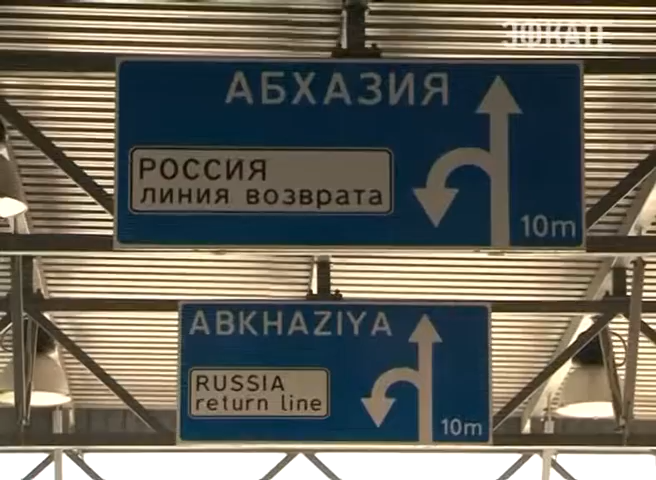 АБХАЗИЯ
РОССИЯ
линия возврата
10m
ABKHAZIYA
RUSSIA
return line
10m